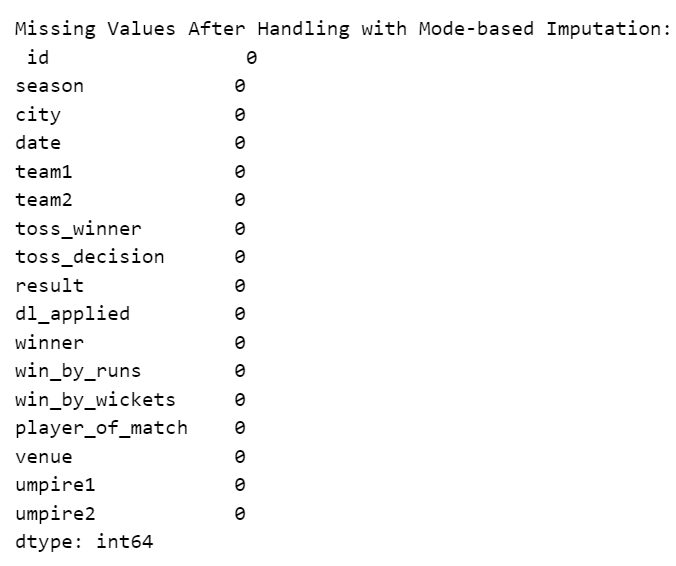 Missing Values After Handling with Mode-based Imputation:
 id                  0
season             0
city               0
date               0
team1              0
team2              0
toss_winner        0
toss_decision      0
result             0
dl_applied         0
winner             0
win_by_runs        0
win_by_wickets     0
player_of_match    0
venue              0
umpire1            0
umpire2            0
dtype: int64